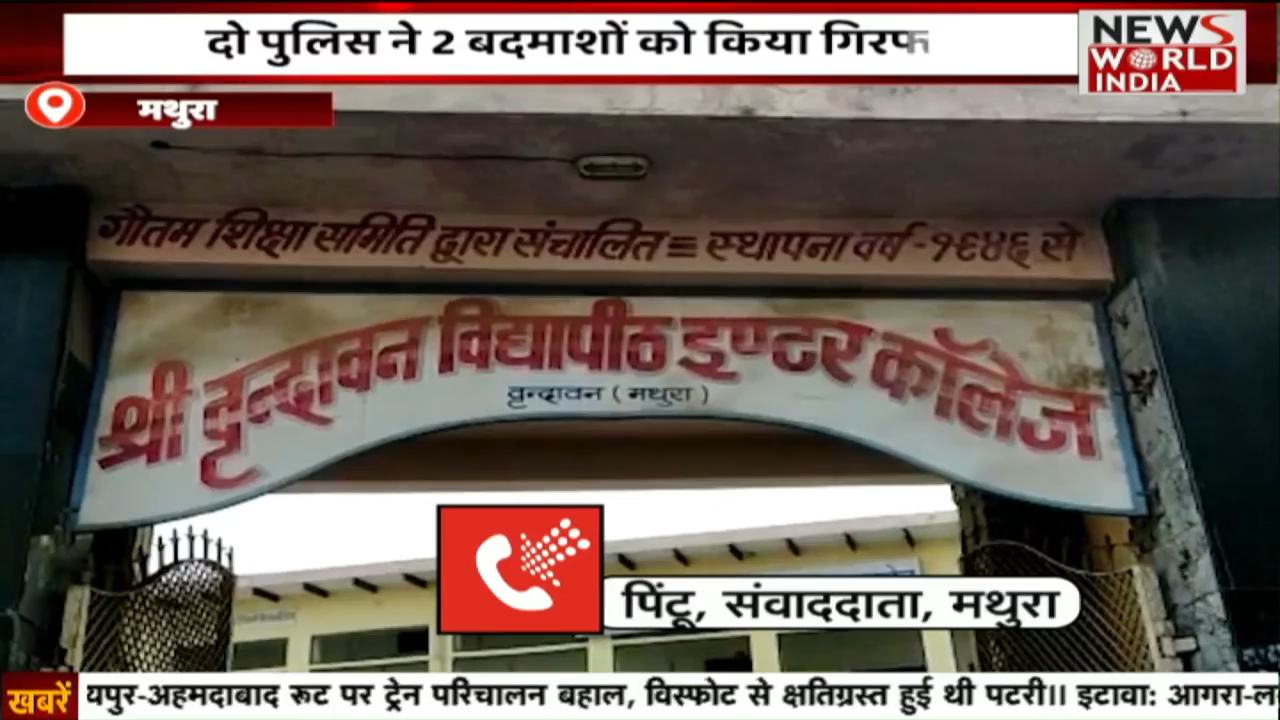 दो पुलिस ने 2 बदमाशों को किया गिरफ
NEWS
WORLD
INDIA
मथुरा
गौतम शिक्षा समिति द्वारा संचालित = स्थापना वर्ष-१९४६ से
श्री वृन्दावन विद्यापीठ इण्टर कॉलेज
वृन्दावन ( मथुरा )
पिंटू, संवाददाता, मथुरा
खबरें यपुर-अहमदाबाद रूट पर ट्रेन परिचालन बहाल, विस्फोट से क्षतिग्रस्त हुई थी पटरी।। इटावा: आगरा-ल